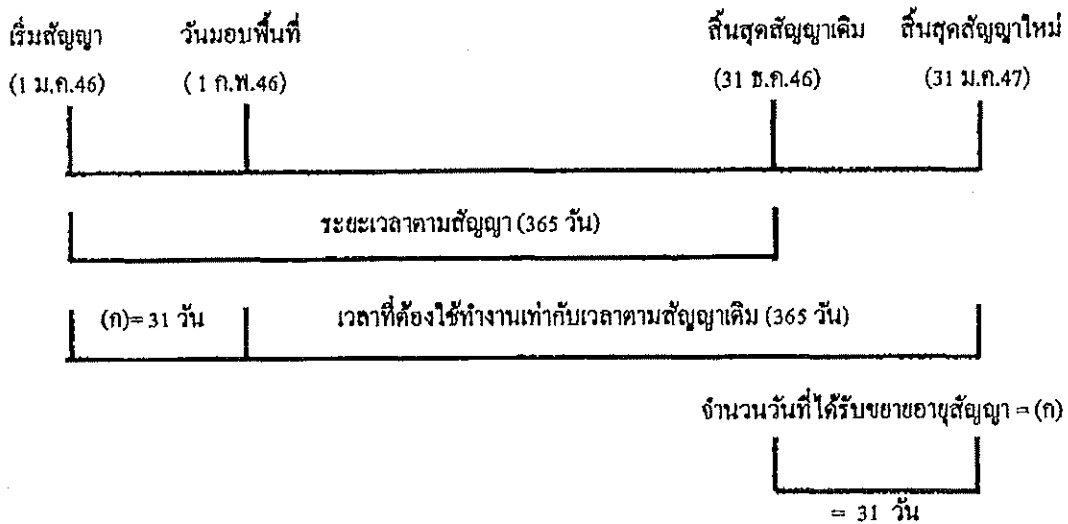 เริ่มสัญญา วันมอบพื้นที่ สิ้นสุดสัญญาเดิม สิ้นสุดสัญญาใหม่
(1 ม.ค.46) ( 1 ก.พ.46) (31 ธ.ค.46) (31 ม.ค.47)
ระยะเวลาตามสัญญา (365 วัน)
(ก)= 31 วัน เวลาที่ต้องใช้ทำงานเท่ากับเวลาตามสัญญาเดิม (365 วัน)
จำนวนวันที่ได้รับขยายอายุสัญญา = (ก)
= 31 วัน